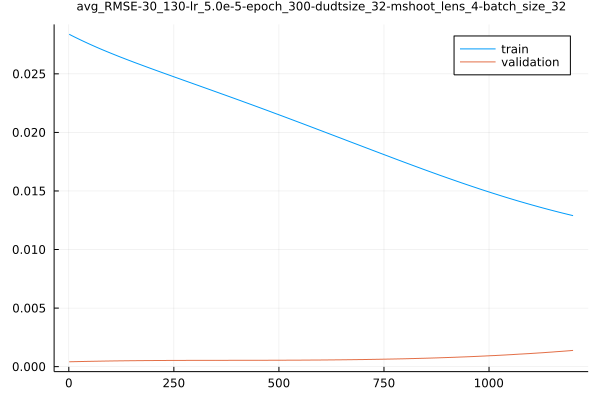 avg_RMSE-30_130-lr_5.0e-5-epoch_300-dudtsize_32-mshoot_lens_4-batch_size_32
train
validation
0.025
0.020
0.015
0.010
0.005
0.000
0 250 500 750 1000